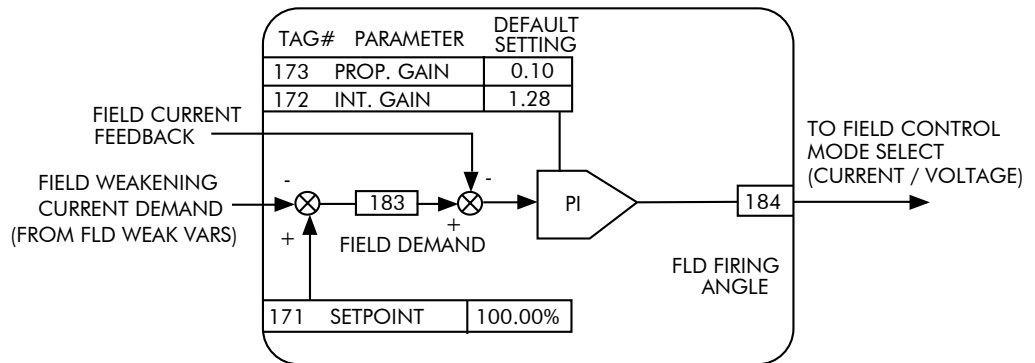 TAG# PARAMETER DEFAULT SETTING
173 PROP. GAIN 0.10
172 INT. GAIN 1.28
FIELD CURRENT
FEEDBACK
TO FIELD CONTROL
MODE SELECT
(CURRENT / VOLTAGE)
FIELD WEAKENING
CURRENT DEMAND
(FROM FLD WEAK VARS)
-
+
183
-
+
FIELD DEMAND
PI
184
FLD FIRING
ANGLE
171 SETPOINT 100.00%